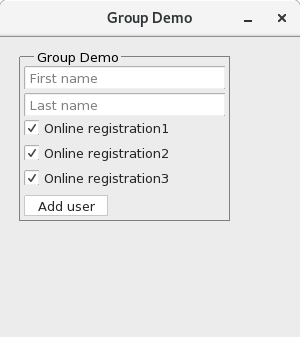 Group Demo
Group Demo
First name
Last name
Online registration1
Online registration2
Online registration3
Add user